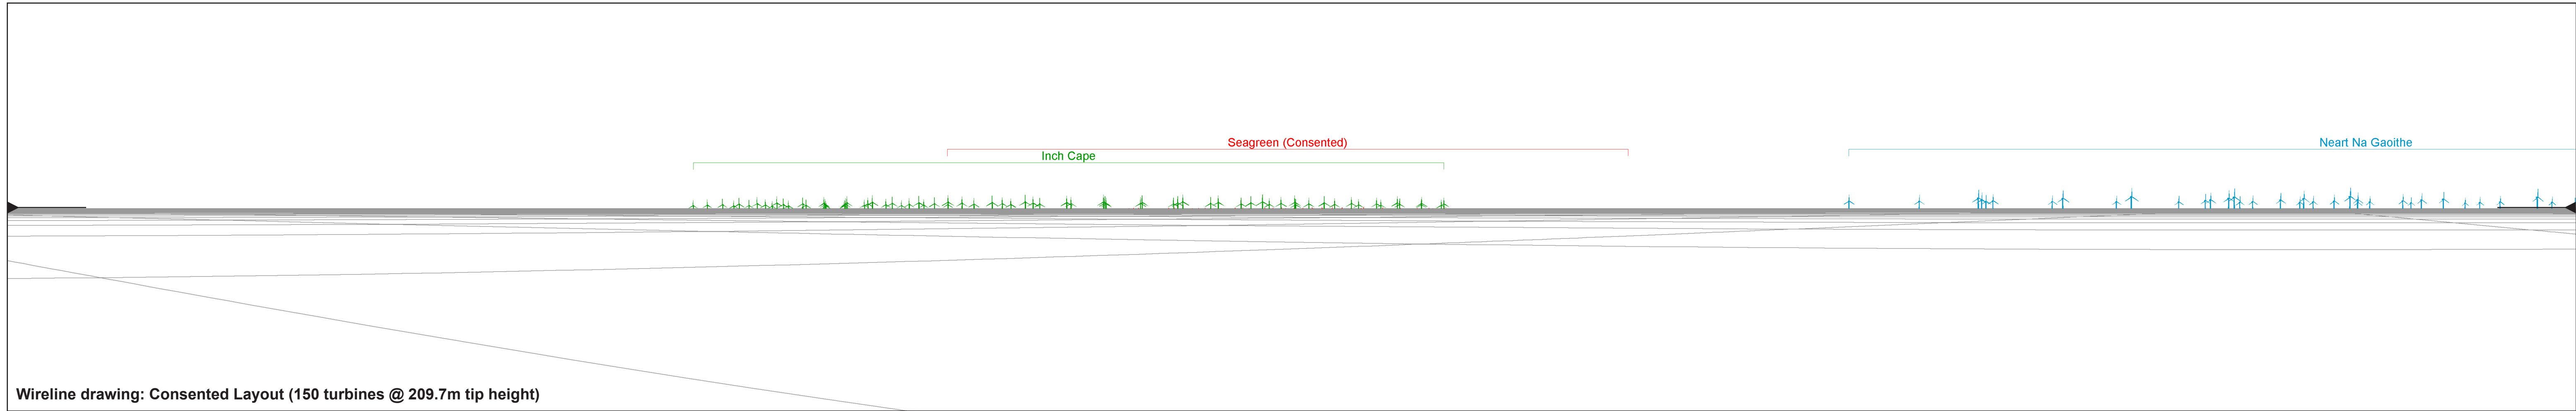 Seagreen (Consented)
Neart Na Gaoithe
Inch Cape
Wireline drawing: Consented Layout (150 turbines @ 209.7m tip height)